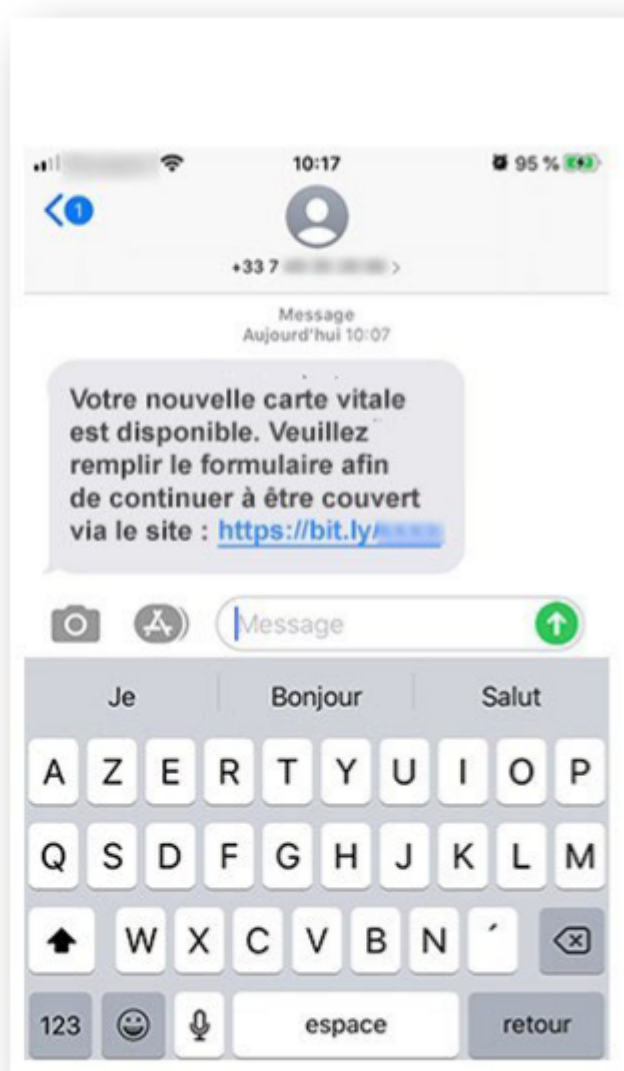 10:17
95 %
1
+33 7
Message
Aujourd'hui 10:07
Votre nouvelle carte vitale
est disponible. Veuillez
remplir le formulaire afin
de continuer à être couvert
via le site : https://bit.ly/
Message
Je Bonjour Salut
A Z E R T Y U I O P
Q S D F G H J K L M
W X C V B N ´
123 espace retour